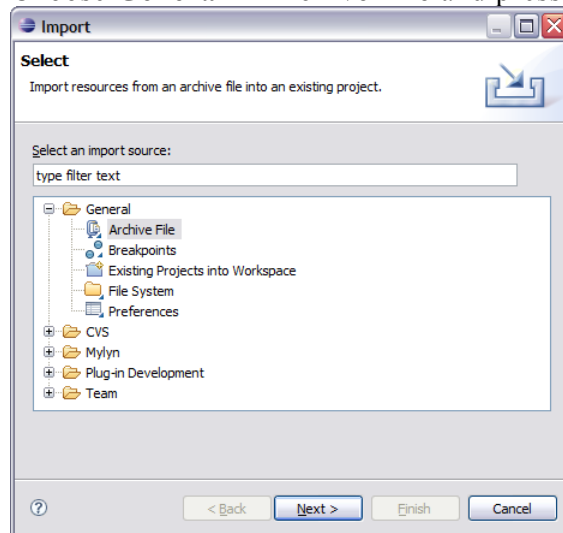 Import
Select
Import resources from an archive file into an existing project.
Select an import source:
type filter text
General
Archive File
Breakpoints
Existing Projects into Workspace
File System
Preferences
CVS
Mylyn
Plug-in Development
Team
< Back Next > Finish Cancel